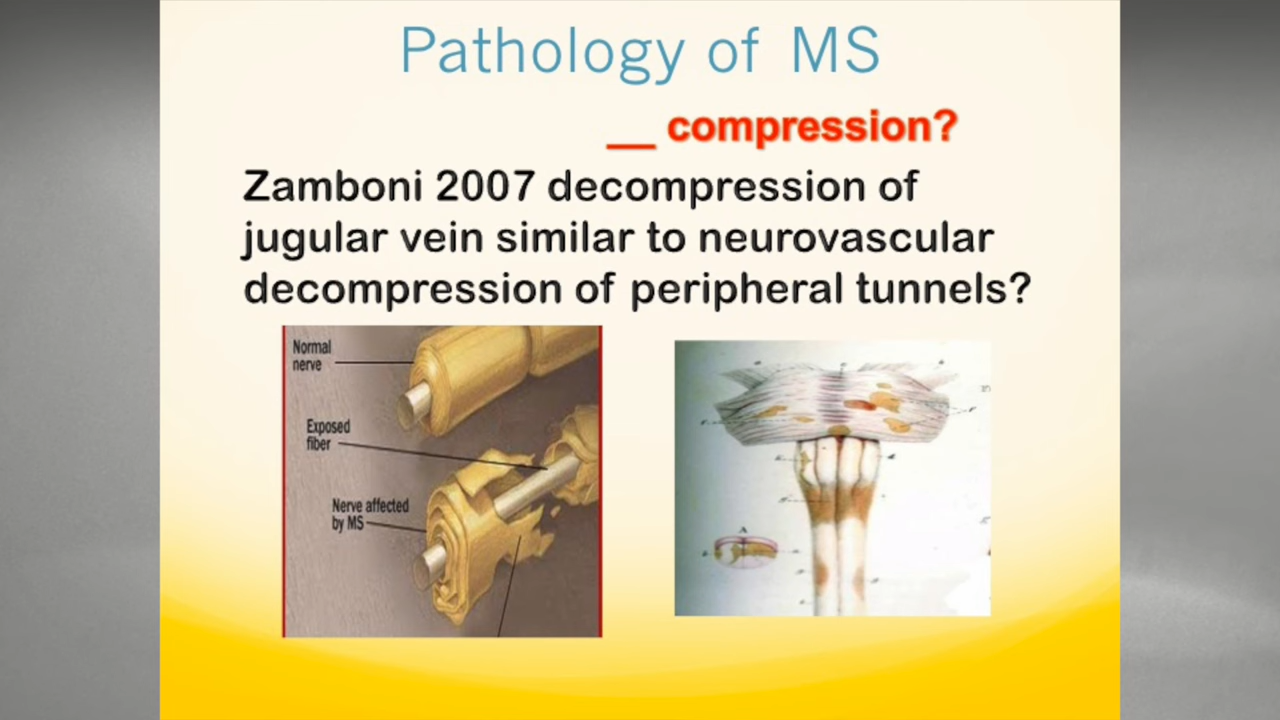 Pathology of MS
__ compression?
Zamboni 2007 decompression of
jugular vein similar to neurovascular
decompression of peripheral tunnels?
Normal
nerve
Exposed
fiber
Nerve affected
by MS
A